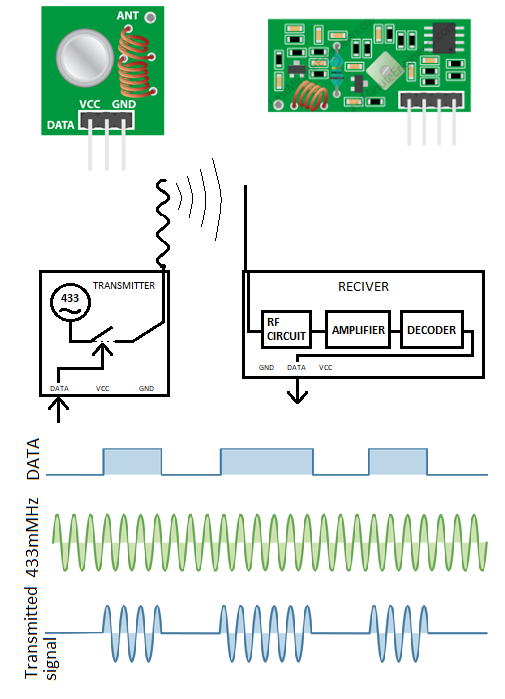 ANT
VCC GND
DATA
TRANSMITTER
433
DATA VCC GND
RECIVER
RF
CIRCUIT
AMPLIFIER
DECODER
GND DATA VCC
DATA
433mMHz
Transmitted
signal